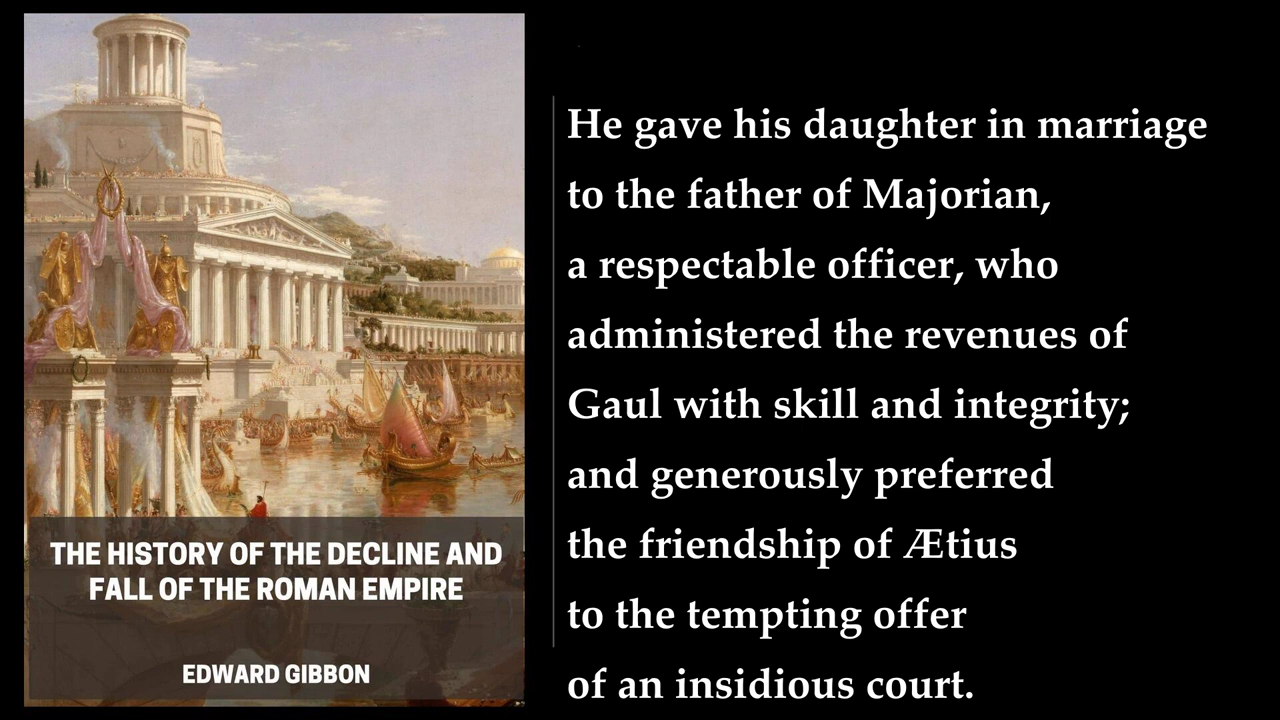 THE HISTORY OF THE DECLINE AND
FALL OF THE ROMAN EMPIRE
EDWARD GIBBON
He gave his daughter in marriage
to the father of Majorian,
a respectable officer, who
administered the revenues of
Gaul with skill and integrity;
and generously preferred
the friendship of Ætius
to the tempting offer
of an insidious court.